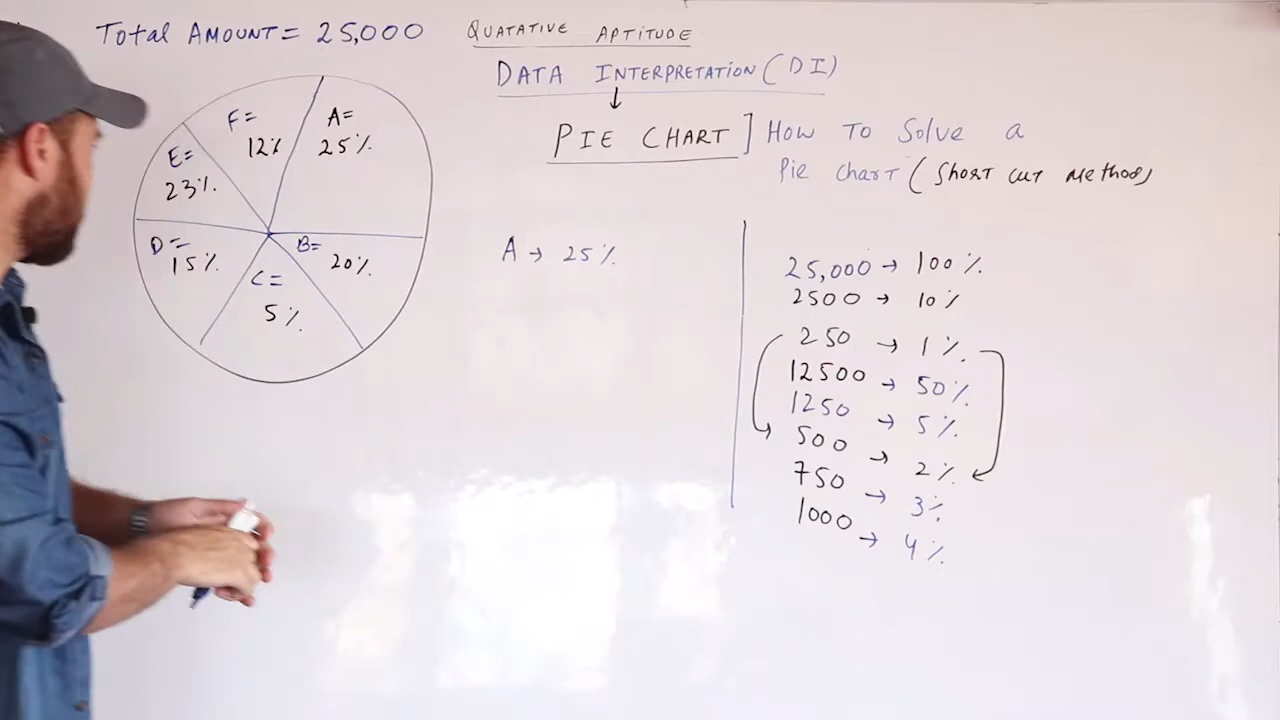 Total AMOUNT = 25,000
QUATATIVE APTITUDE
DATA INTERPRETATION (DI)
↓
PIE CHART ] How To Solve a
Pie chart ( Short cut methods
F=
12%
A=
25%
E=
23%
D=
15%
B=
20%
C=
5%
A → 25%
25,000 → 100%
2500 → 10%
250 → 1%
12500 → 50%
1250 → 5%
500 → 2%
750 → 3%
1000 → 4%